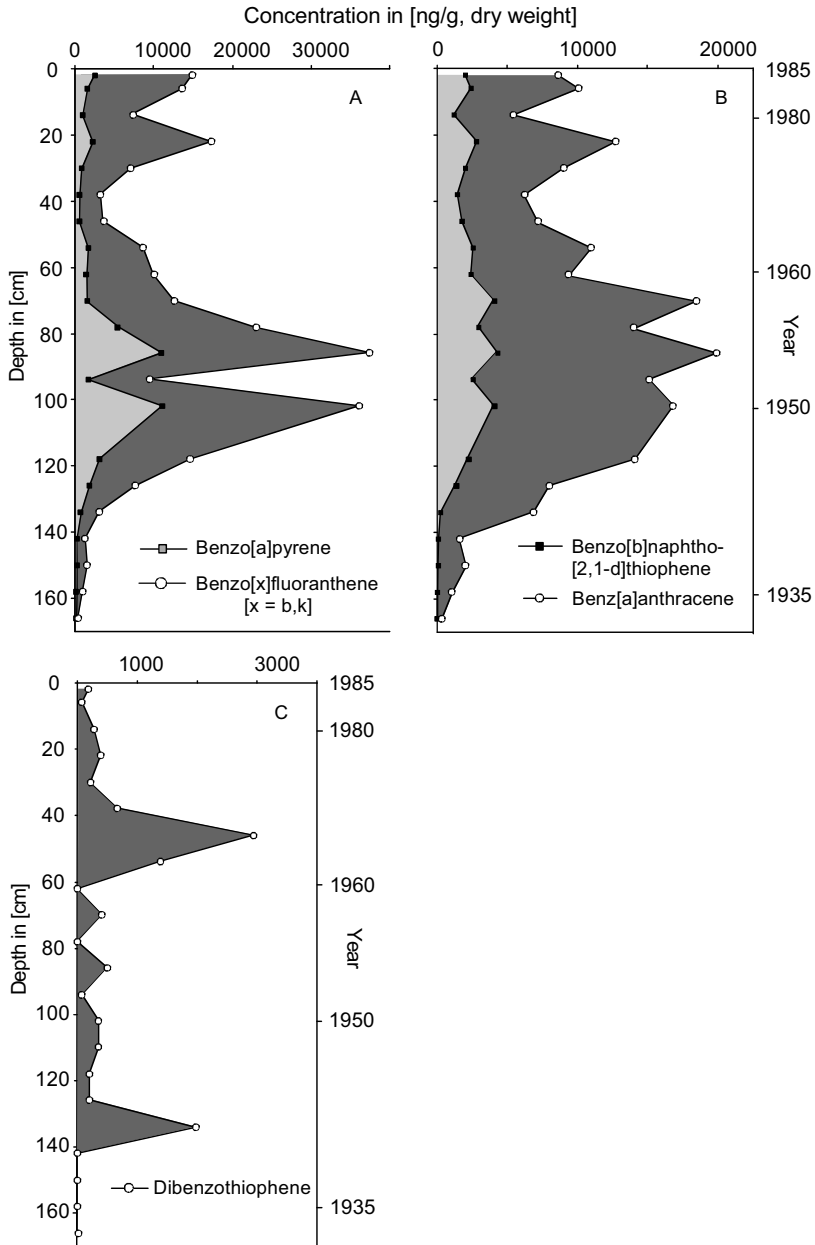 Concentration in [ng/g, dry weight]
0 10000 20000 30000
0 10000 20000
0
20
40
60
80
100
120
140
160
Depth in [cm]
A
Benzo[a]pyrene
Benzo[x]fluoranthene
[x = b,k]
B
1985
1980
1960
1950
1935
Year
Benzo[b]naphtho-
[2,1-d]thiophene
Benz[a]anthracene
1000 3000
0
20
40
60
80
100
120
140
160
Depth in [cm]
C
1985
1980
1960
1950
1935
Year
Dibenzothiophene